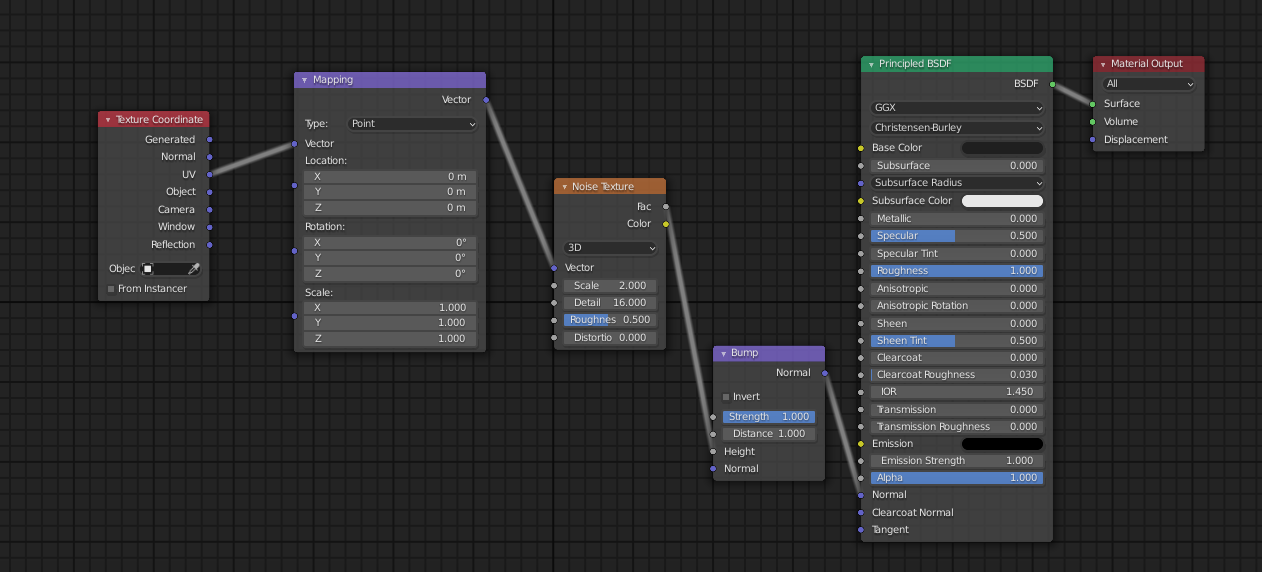 Texture Coordinate
Generated
Normal
UV
Object
Camera
Window
Reflection
Objec
From Instancer
Mapping
Vector
Type: Point
Vector
Location:
X 0 m
Y 0 m
Z 0 m
Rotation:
X 0°
Y 0°
Z 0°
Scale:
X 1.000
Y 1.000
Z 1.000
Noise Texture
Fac
Color
3D
Vector
Scale 2.000
Detail 16.000
Roughnes 0.500
Distortio 0.000
Bump
Normal
Invert
Strength 1.000
Distance 1.000
Height
Normal
Principled BSDF
BSDF
GGX
Christensen-Burley
Base Color
Subsurface 0.000
Subsurface Radius
Subsurface Color
Metallic 0.000
Specular 0.500
Specular Tint 0.000
Roughness 1.000
Anisotropic 0.000
Anisotropic Rotation 0.000
Sheen 0.000
Sheen Tint 0.500
Clearcoat 0.000
Clearcoat Roughness 0.030
IOR 1.450
Transmission 0.000
Transmission Roughness 0.000
Emission
Emission Strength 1.000
Alpha 1.000
Normal
Clearcoat Normal
Tangent
Material Output
All
Surface
Volume
Displacement